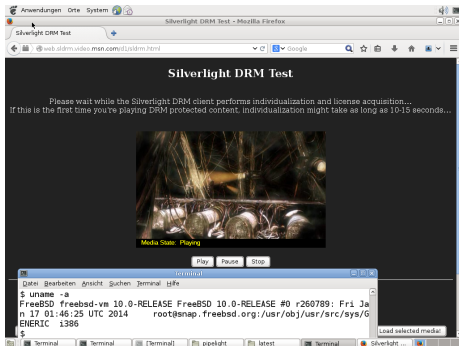 Anwendungen Orte System
Silverlight DRM Test - Mozilla Firefox
Silverlight DRM Test
web.sldrm.video.msn.com/d1/sldrm.html
Google
Silverlight DRM Test
Please wait while the Silverlight DRM client performs individualization and license acquisition...
If this is the first time you're playing DRM protected content, individualization might take as long as 10-15 seconds...
Media State: Playing
Play Pause Stop
Terminal
Datei Bearbeiten Ansicht Suchen Terminal Hilfe
$ uname -a
FreeBSD freebsd-vm 10.0-RELEASE FreeBSD 10.0-RELEASE #0 r260789: Fri Ja
n 17 01:46:25 UTC 2014 root@snap.freebsd.org:/usr/obj/usr/src/sys/G
ENERIC i386
$
Load selected media!
Terminal Terminal [Terminal] pipelight latest Terminal Silverlight ...